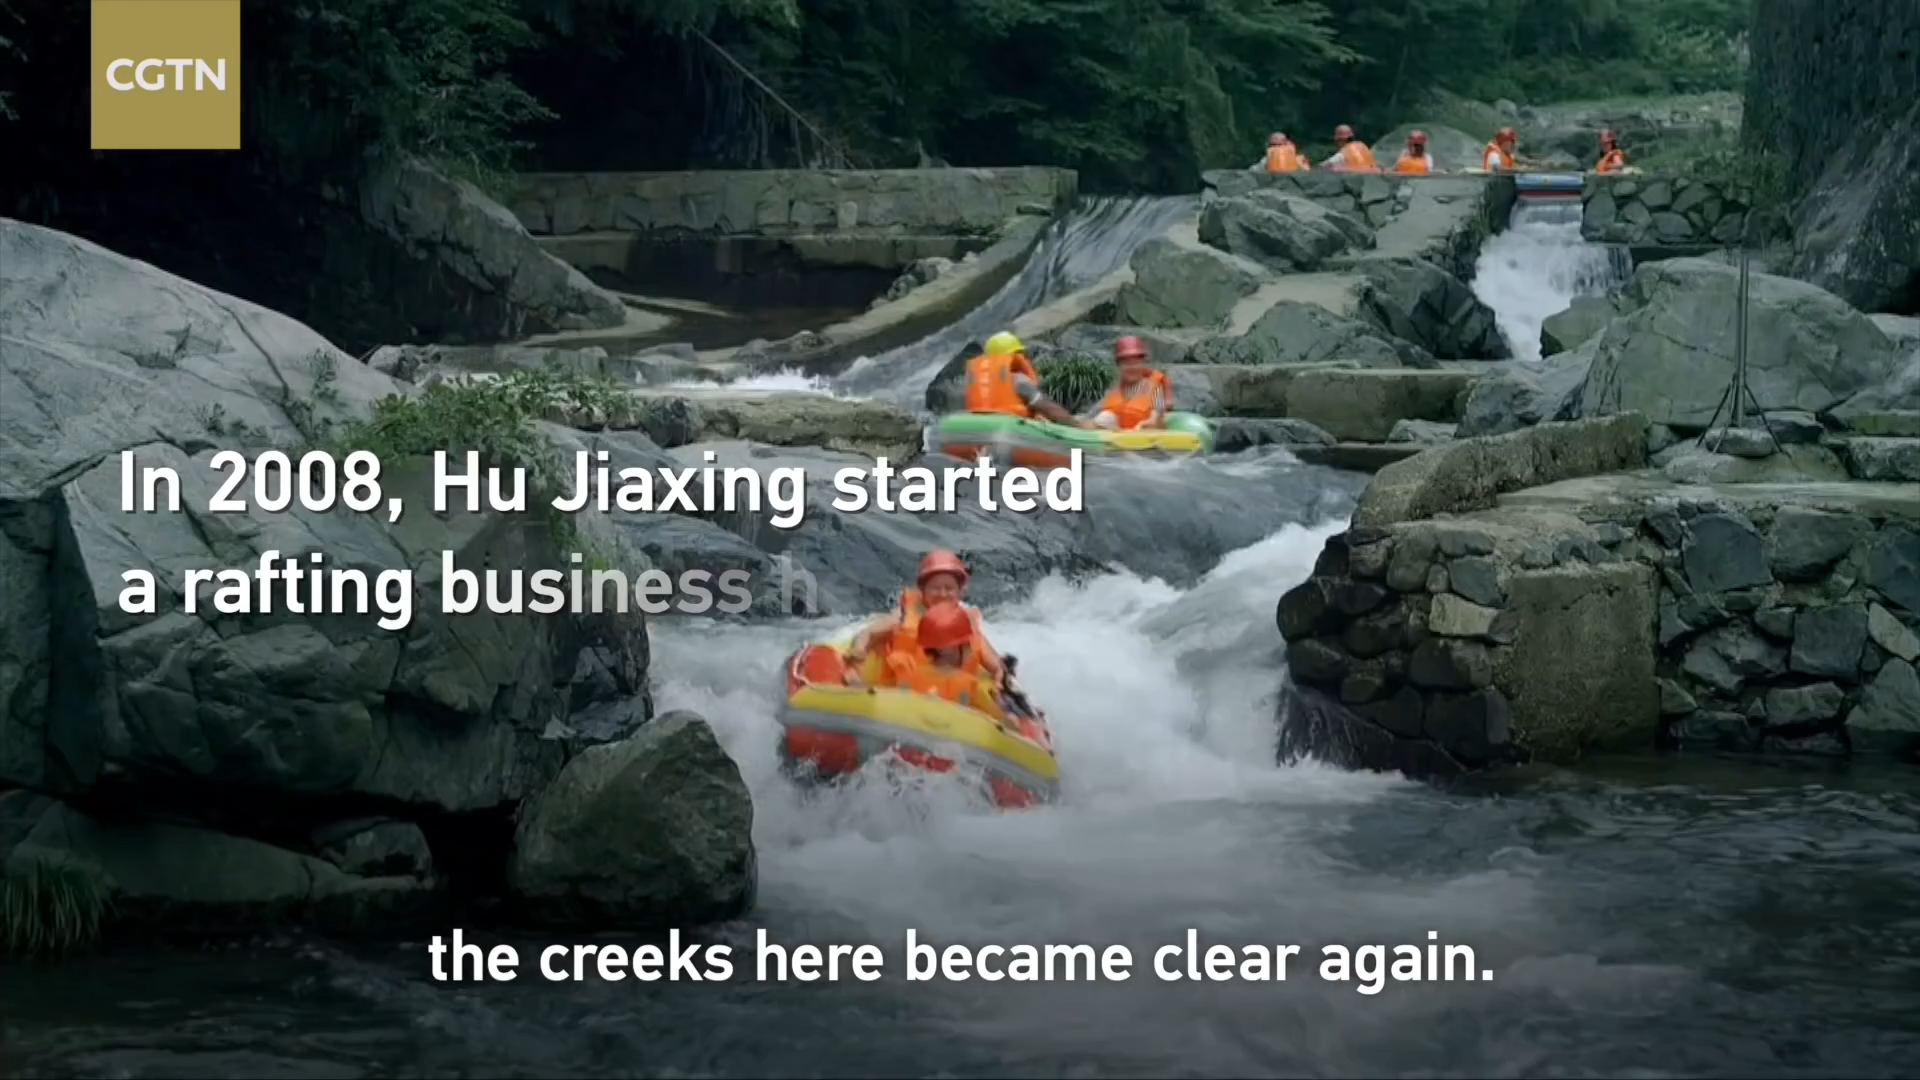 CGTN
In 2008, Hu Jiaxing started
a rafting business h
the creeks here became clear again.